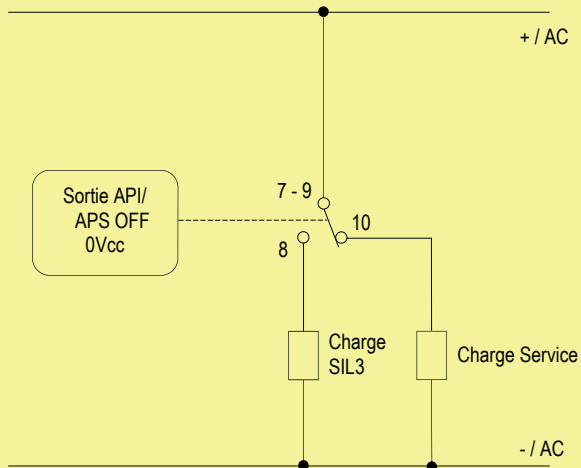 + / AC
Sortie API/
APS OFF
0Vcc
7 - 9
10
8
Charge
SIL3
Charge Service
- / AC